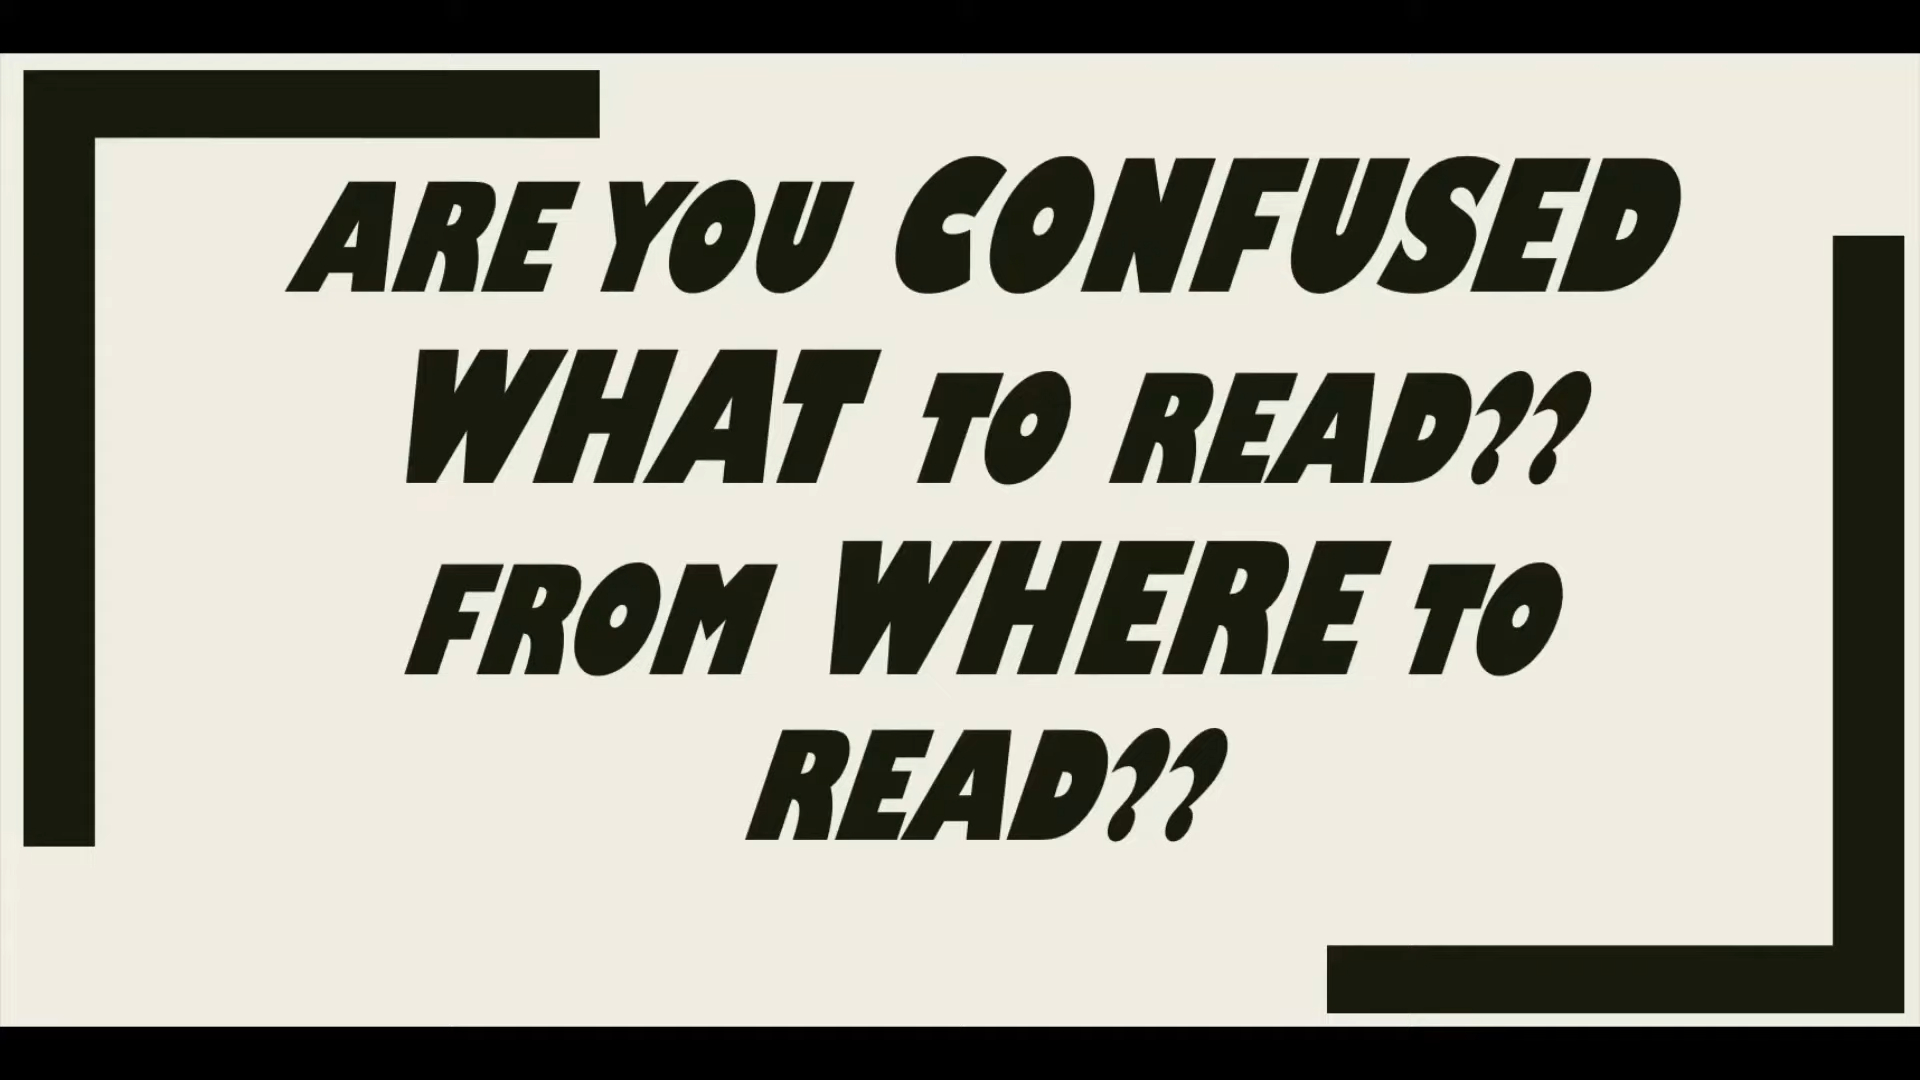 ARE YOU CONFUSED
WHAT TO READ??
FROM WHERE TO
READ??